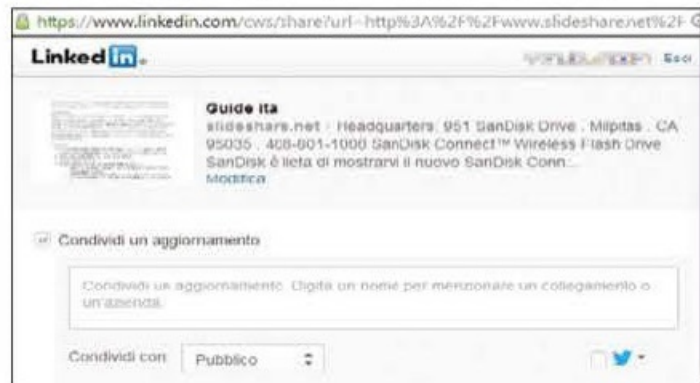 https://www.linkedin.com/cws/share?url=http%3A%2F%2Fwww.slideshare.net%2F
Linked in.
Esci
Guide ita
slideshare.net · Headquarters: 951 SanDisk Drive . Milpitas . CA
95035 . 408-801-1000 SanDisk Connect™ Wireless Flash Drive
SanDisk è lieta di mostrarvi il nuovo SanDisk Conn...
Modifica
Condividi un aggiornamento
Condividi un aggiornamento. Digita un nome per menzionare un collegamento o
un'azienda.
Condividi con: Pubblico